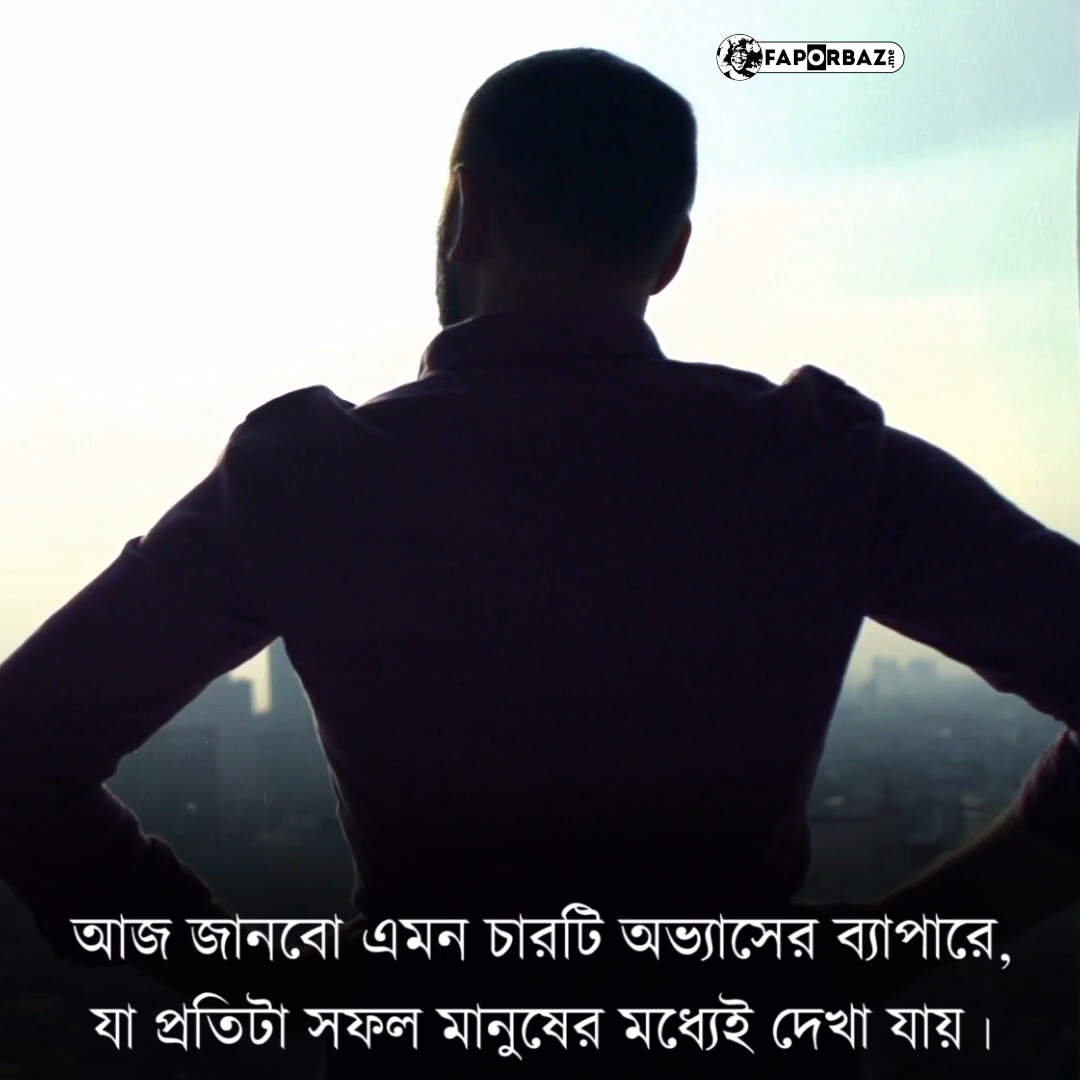 FAPORBAZ.me
আজ জানবো এমন চারটি অভ্যাসের ব্যাপারে,
যা প্রতিটা সফল মানুষের মধ্যেই দেখা যায়।